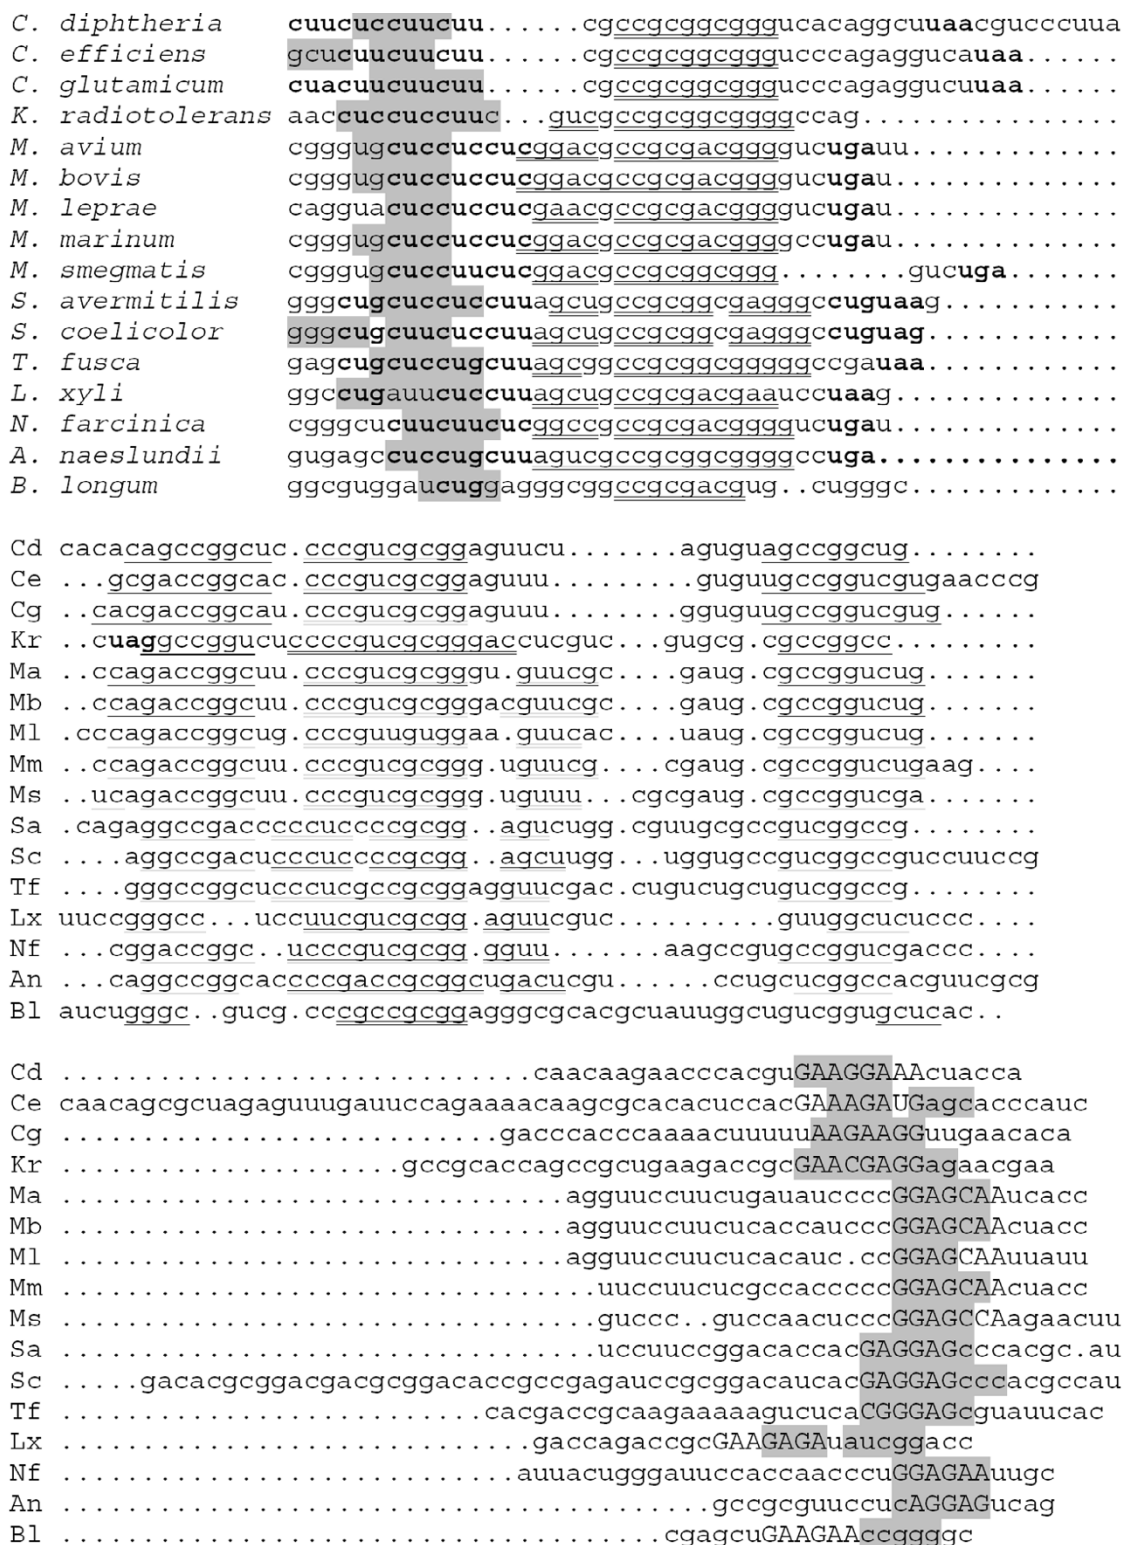 C. diphtheria cuucuccuucuu......cgccgcggcgggucacaggcuuaacgucccuua
C. efficiens gcucuucuucuu......cgccgcggcgggucccagaggucauaa......
C. glutamicum cuacuucuucuu......cgccgcggcgggucccagaggucuuaa......
K. radiotolerans aaccuccuccuuc...gucgccgcggcggggccag................
M. avium cgggugcuccuccucggacgccgcgacggggucugauu.............
M. bovis cgggugcuccuccucggacgccgcgacggggucugau..............
M. leprae cagguacuccuccucgaacgccgcgacggggucugau..............
M. marinum cgggugcuccuccucggacgccgcgacggggccugau..............
M. smegmatis cgggugcuccuucucggacgccgcggcggg........gucuga.......
S. avermitilis gggcugcuccuccuuagcugccgcggcgagggccuguaag...........
S. coelicolor gggcugcuucuccuuagcugccgcggcgagggccuguag............
T. fusca gagcugcuccugcuuagcggccgcggcgggggccgauaa............
L. xyli ggccugauucuccuuagcugccgcgacgaauccuaag..............
N. farcinica cgggcucuucuucucggccgccgcgacggggucugau..............
A. naeslundii gugagccuccugcuuagucgccgcggcggggccuga...............
B. longum ggcguggaucuggagggcggccgcgacgug..cugggc.............
Cd cacacagccggcuc.cccgucgcggaguucu.......aguguagccggcug........
Ce ...gcgaccggcac.cccgucgcggaguuu.........guguugccggucgugaacccg
Cg ..cacgaccggcau.cccgucgcggaguuu........gguguugccggucgug......
Kr ..cuaggccggucuccccgucgcgggaccucguc...gugcg.cgccggcc.........
Ma ..ccagaccggcuu.cccgucgcgggu.guucgc.....gaug.cgccggucug.......
Mb ..ccagaccggcuu.cccgucgcgggacguucgc....gaug.cgccggucug.......
Ml .cccagaccggcug.cccguuguggaa.guucac....uaug.cgccggucug.......
Mm ..ccagaccggcuu.cccgucgcggg.uguucg....cgaug.cgccggucugaag....
Ms ..ucagaccggcuu.cccgucgcggg.uguuu...cgcgaug.cgccggucga.......
Sa .cagaggccgaccccccuccccgcgg..agucugg.cguugcgccgucggccg........
Sc ....aggccgacucccuccccgcgg..agcuugg...uggugccgucggccguccuuccg
Tf ....gggccggcucccucgccgcggagguucgac.cugucugcugucggccg........
Lx uuccgggcc...uccuucgucgcgg.aguucguc..........guuggcucuccc....
Nf ...cggaccggc..ucccgucgcgg.gguu.......aagccgugccggucgaccc....
An ...caggccggcaccccgaccgcggcugacucgu......ccugcucggccacguucgcg
Bl aucugggc..gucg.cccgccgcggagggcgcacgcuauuggcugucggugcucac..
Cd .............................caacaagaacccacguGAAGGAAAcuacca
Ce caacagcgcuagaguuugauuccagaaaacaagcgcacacuccacGAAAGAUGagcacccauc
Cg ...........................gacccacccaaaacuuuuuAAGAAGGuugaacaca
Kr .....................gccgcaccagccgcugaagaccgcGAACGAGGagaacgaa
Ma ...............................agguuccuucugauauccccGGAGCAAucacc
Mb ...............................agguuccuucucaccaucccGGAGCAAcuacc
Ml ...............................agguuccuucucacauc.ccGGAGCAAuuauu
Mm .................................uuccuucucgccacccccGGAGCAAcuacc
Ms .................................guccc..guccaacucccGGAGCCAagaacuu
Sa .................................uccuuccggacaccacGAGGAGcccacgc.au
Sc .....gacacgcggacgacgcggacaccgccgagauccgcggacaucacGAGGAGcccacgccau
Tf ..........................cacgaccgcaagaaaaagucucaCGGGAGcguauucac
Lx .............................gaccagaccgcGAAGAGAuaucggacc
Nf ............................auuacugggauuccaccaacccuGGAGAAuugc
An ........................................gccgcguuccucAGGAGucag
Bl .....................................cgagcuGAAGAAccggggc